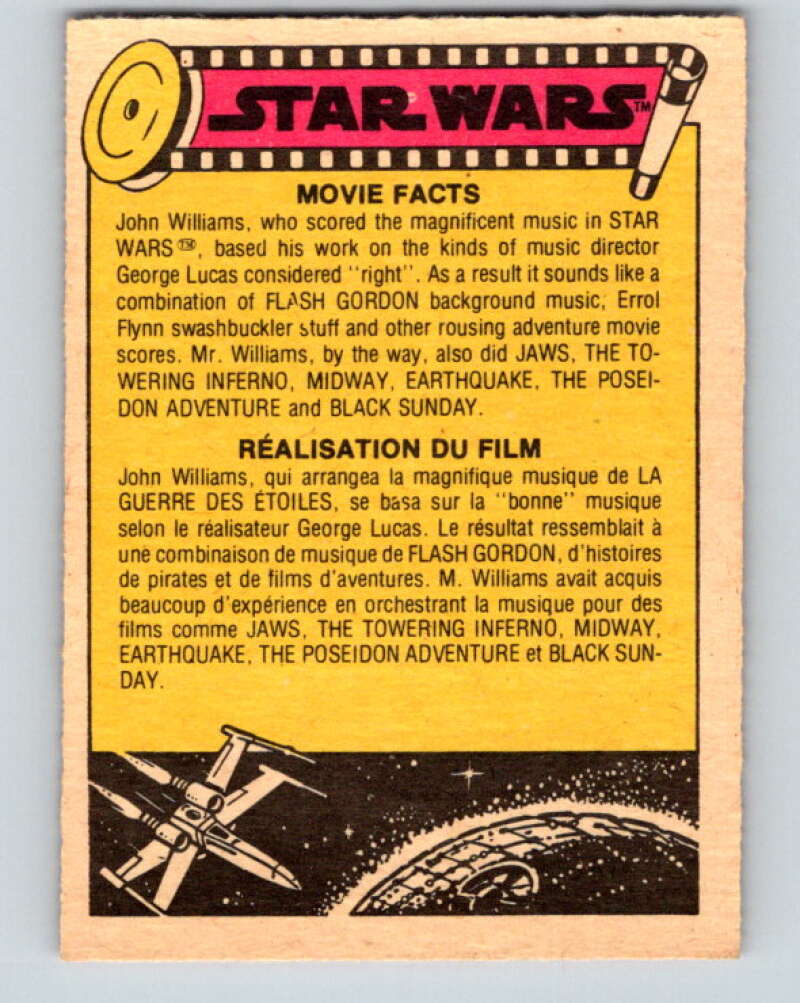 STAR WARS™
MOVIE FACTS
John Williams, who scored the magnificent music in STAR
WARS™, based his work on the kinds of music director
George Lucas considered "right". As a result it sounds like a
combination of FLASH GORDON background music, Errol
Flynn swashbuckler stuff and other rousing adventure movie
scores. Mr. Williams, by the way, also did JAWS, THE TO-
WERING INFERNO, MIDWAY, EARTHQUAKE, THE POSEI-
DON ADVENTURE and BLACK SUNDAY.
RÉALISATION DU FILM
John Williams, qui arrangea la magnifique musique de LA
GUERRE DES ÉTOILES, se basa sur la "bonne" musique
selon le réalisateur George Lucas. Le résultat ressemblait à
une combinaison de musique de FLASH GORDON, d'histoires
de pirates et de films d'aventures. M. Williams avait acquis
beaucoup d'expérience en orchestrant la musique pour des
films comme JAWS, THE TOWERING INFERNO, MIDWAY,
EARTHQUAKE, THE POSEIDON ADVENTURE et BLACK SUN-
DAY.